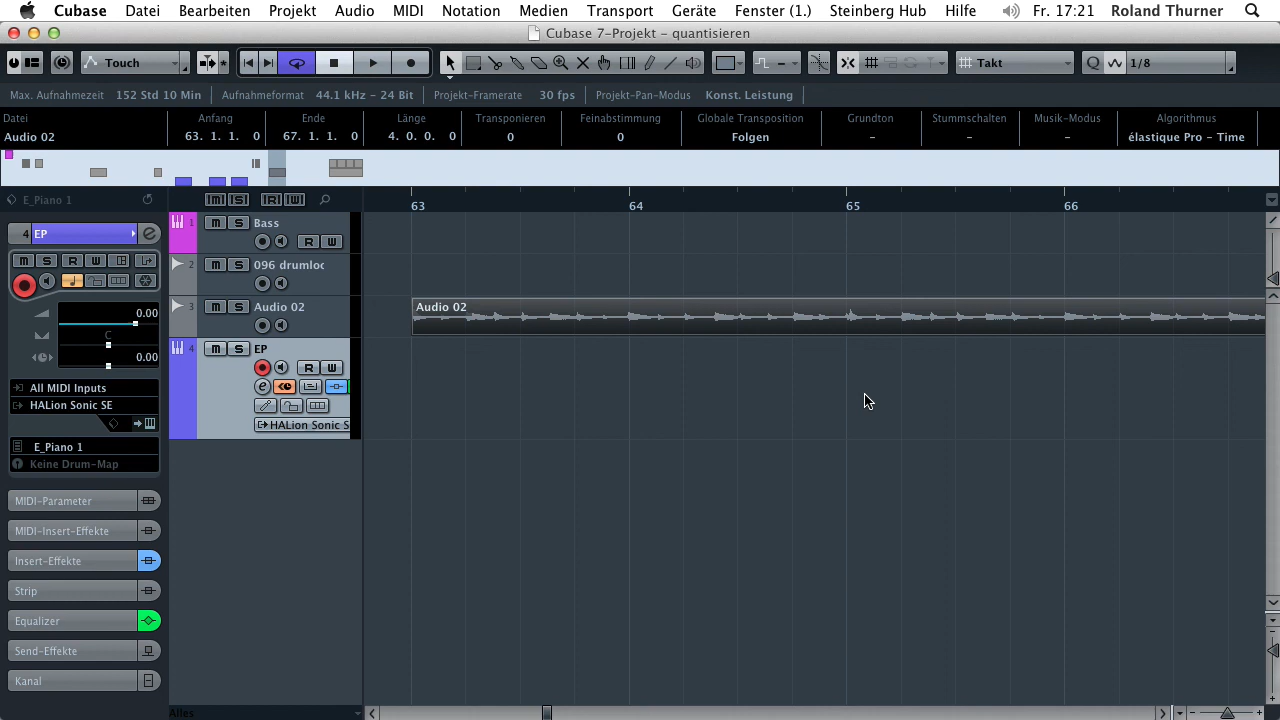 Cubase Datei Bearbeiten Projekt Audio MIDI Notation Medien Transport Geräte Fenster (1.) Steinberg Hub Hilfe Fr. 17:21 Roland Thurner
Cubase 7-Projekt – quantisieren
Touch Takt Q 1/8
Max. Aufnahmezeit 152 Std 10 Min Aufnahmeformat 44.1 kHz – 24 Bit Projekt-Framerate 30 fps Projekt-Pan-Modus Konst. Leistung
Datei Anfang Ende Länge Transponieren Feinabstimmung Globale Transposition Grundton Stummschalten Musik-Modus Algorithmus
Audio 02 63. 1. 1. 0 67. 1. 1. 0 4. 0. 0. 0 0 0 Folgen – – – élastique Pro – Time
E_Piano 1
M S R W
63 64 65 66
4 EP
M S R W
0.00
C
0.00
All MIDI Inputs
HALion Sonic SE
E_Piano 1
Keine Drum-Map
MIDI-Parameter
MIDI-Insert-Effekte
Insert-Effekte
Strip
Equalizer
Send-Effekte
Kanal
1 M S Bass
R W
2 M S 096 drumloc
3 M S Audio 02
4 M S EP
R W
e
HALion Sonic S
Audio 02
Alles